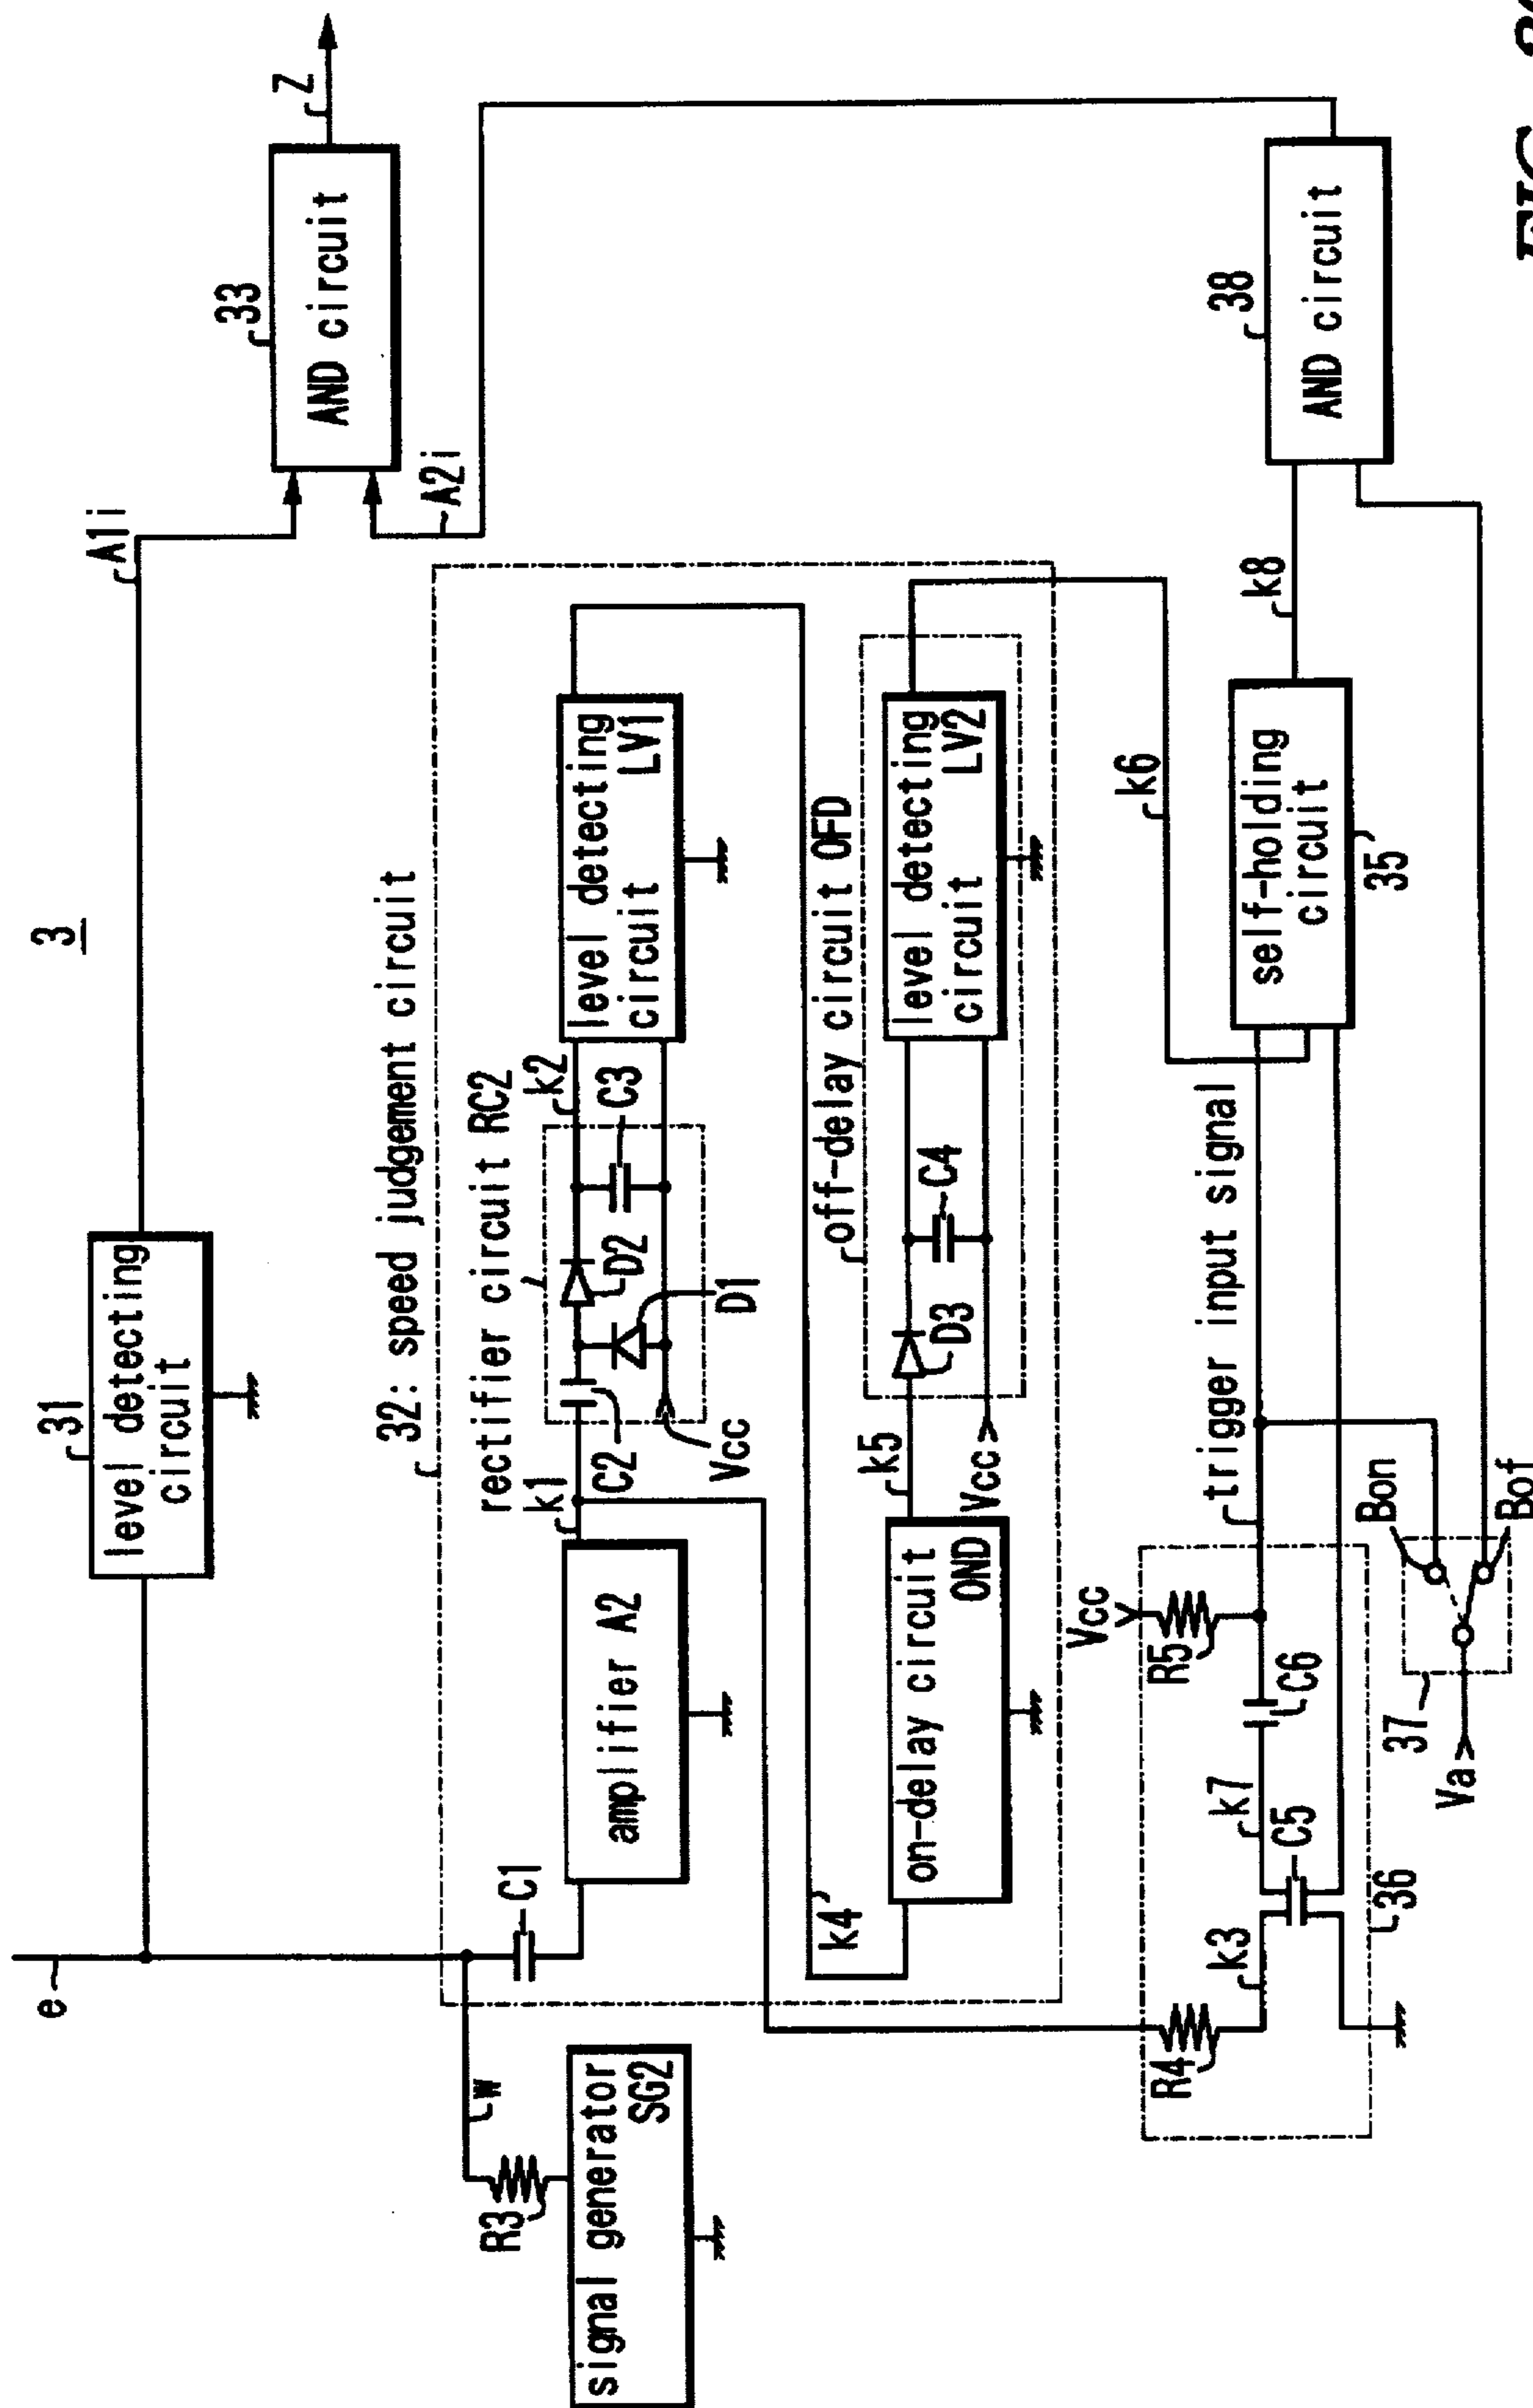 3
e
31
level detecting
circuit
A1i
33
AND circuit
Z
A2i
32: speed judgement circuit
w
R3
signal generator
SG2
C1
amplifier A2
k1
rectifier circuit RC2
C2
Vcc
D1
D2
C3
k2
level detecting
circuit LV1
k4
on-delay circuit
OND
k5
off-delay circuit OFD
Vcc
D3
C4
level detecting
circuit LV2
k6
R4
k3
C5
36
k7
C6
R5
Vcc
trigger input signal
self-holding
circuit
35
k8
38
AND circuit
Va
37
Bon
Bof